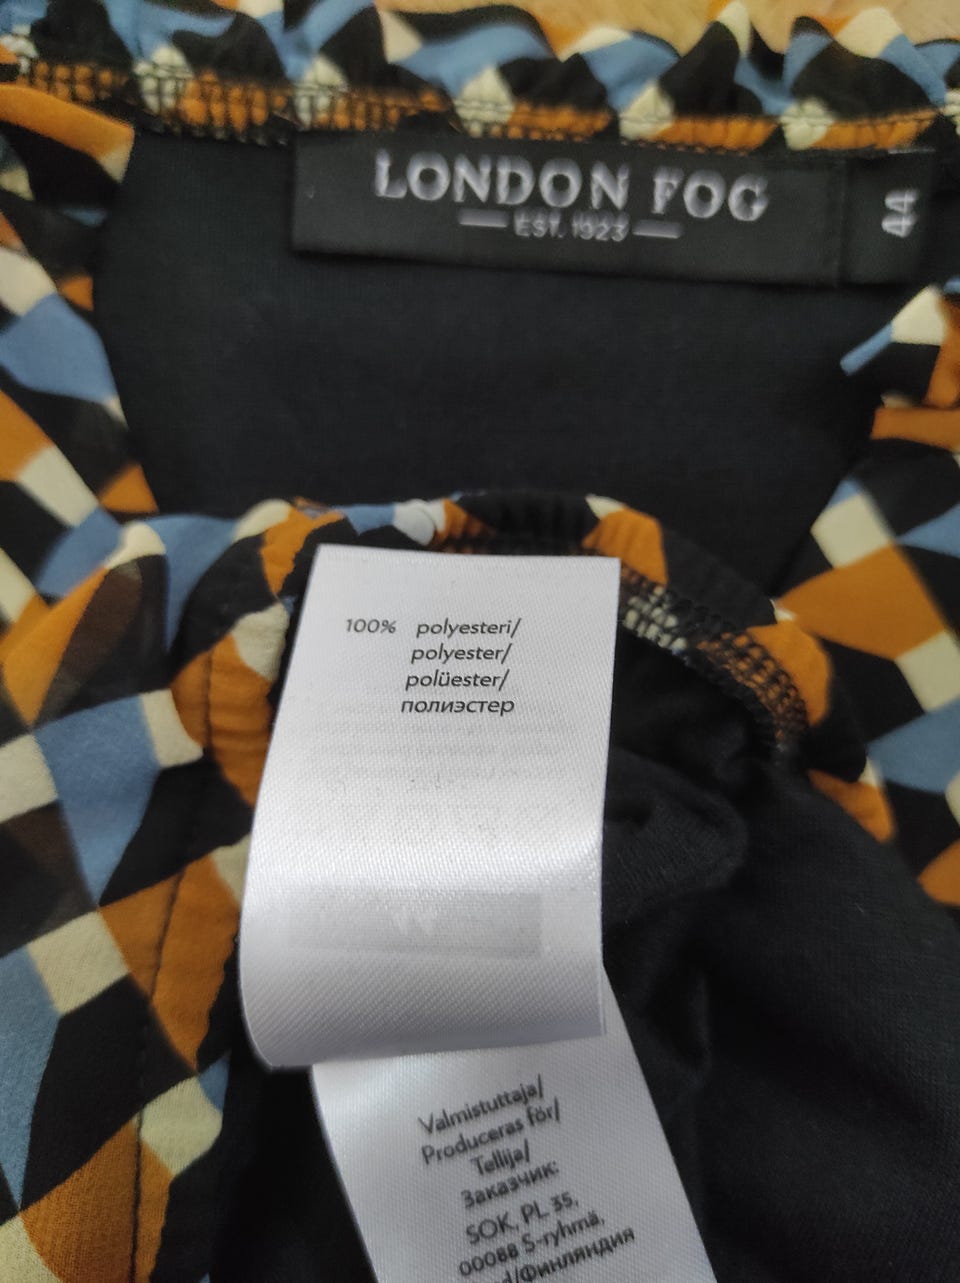 LONDON FOG
EST. 1923
44
100% polyesteri/
polyester/
polüester/
полиэстер
Valmistuttaja/
Produceras för/
Tellija/
Заказчик:
SOK, PL 35,
00088 S-ryhmä,
/Финляндия